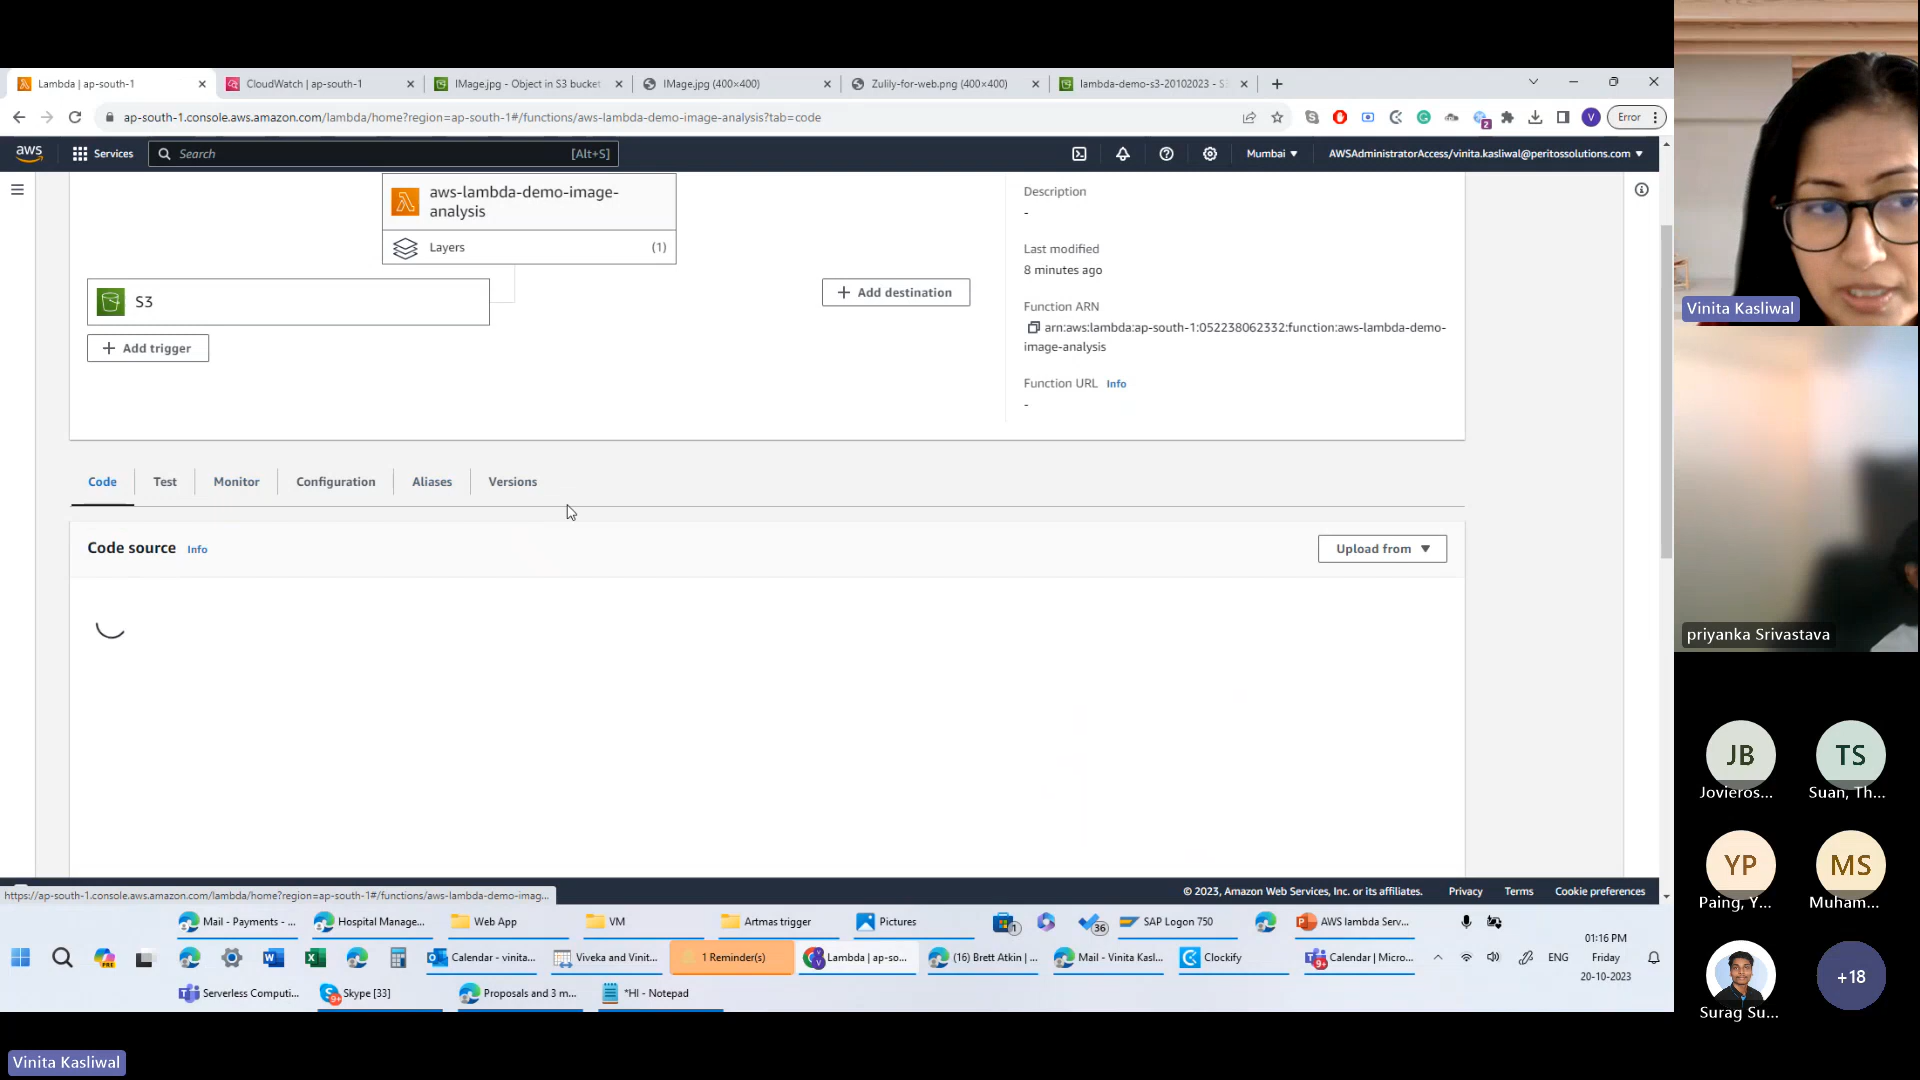 Lambda | ap-south-1
CloudWatch | ap-south-1
IMage.jpg - Object in S3 bucket
IMage.jpg (400×400)
Zulily-for-web.png (400×400)
lambda-demo-s3-20102023 - S
ap-south-1.console.aws.amazon.com/lambda/home?region=ap-south-1#/functions/aws-lambda-demo-image-analysis?tab=code
2
V
Error
aws
Services
Search
[Alt+S]
Mumbai
AWSAdministratorAccess/vinita.kasliwal@peritossolutions.com
aws-lambda-demo-image-
analysis
Layers
(1)
S3
+ Add trigger
+ Add destination
Description
-
Last modified
8 minutes ago
Function ARN
arn:aws:lambda:ap-south-1:052238062332:function:aws-lambda-demo-
image-analysis
Function URL Info
-
Code
Test
Monitor
Configuration
Aliases
Versions
Code source Info
Upload from
https://ap-south-1.console.aws.amazon.com/lambda/home?region=ap-south-1#/functions/aws-lambda-demo-imag...
© 2023, Amazon Web Services, Inc. or its affiliates.
Privacy
Terms
Cookie preferences
Mail - Payments - ...
Hospital Manage...
Web App
VM
Artmas trigger
Pictures
1
36
SAP Logon 750
AWS lambda Serv...
PRE
Calendar - vinita...
Viveka and Vinit...
1 Reminder(s)
Lambda | ap-so...
(16) Brett Atkin | ...
Mail - Vinita Kasl...
Clockify
9+
Calendar | Micro...
ENG
01:16 PM
Friday
20-10-2023
Serverless Computi...
9+
Skype [33]
Proposals and 3 m...
*HI - Notepad
Vinita Kasliwal
priyanka Srivastava
JB
Jovieros...
TS
Suan, Th...
YP
Paing, Y...
MS
Muham...
Surag Su...
+18
Vinita Kasliwal